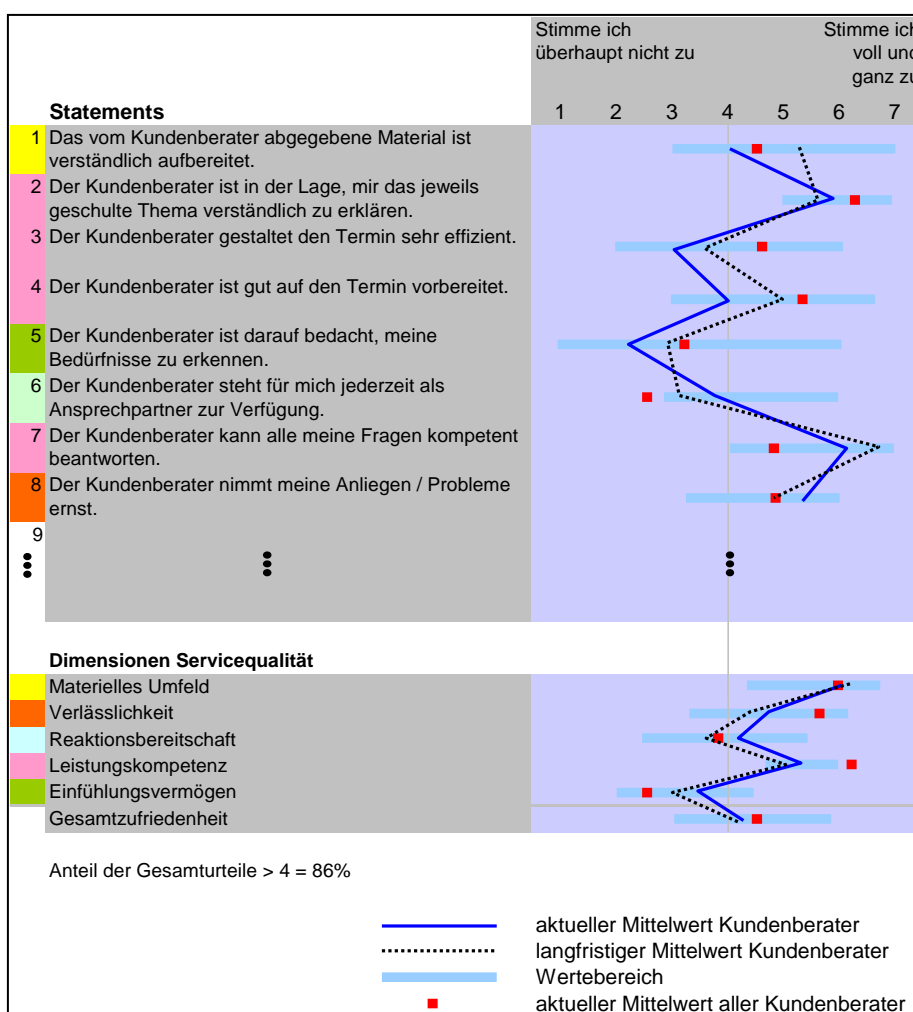 Stimme ich Stimme ich
überhaupt nicht zu voll und
ganz zu
Statements 1 2 3 4 5 6 7
1 Das vom Kundenberater abgegebene Material ist
verständlich aufbereitet.
2 Der Kundenberater ist in der Lage, mir das jeweils
geschulte Thema verständlich zu erklären.
3 Der Kundenberater gestaltet den Termin sehr effizient.
4 Der Kundenberater ist gut auf den Termin vorbereitet.
5 Der Kundenberater ist darauf bedacht, meine
Bedürfnisse zu erkennen.
6 Der Kundenberater steht für mich jederzeit als
Ansprechpartner zur Verfügung.
7 Der Kundenberater kann alle meine Fragen kompetent
beantworten.
8 Der Kundenberater nimmt meine Anliegen / Probleme
ernst.
9
Dimensionen Servicequalität
Materielles Umfeld
Verlässlichkeit
Reaktionsbereitschaft
Leistungskompetenz
Einfühlungsvermögen
Gesamtzufriedenheit
Anteil der Gesamturteile > 4 = 86%
aktueller Mittelwert Kundenberater
langfristiger Mittelwert Kundenberater
Wertebereich
aktueller Mittelwert aller Kundenberater